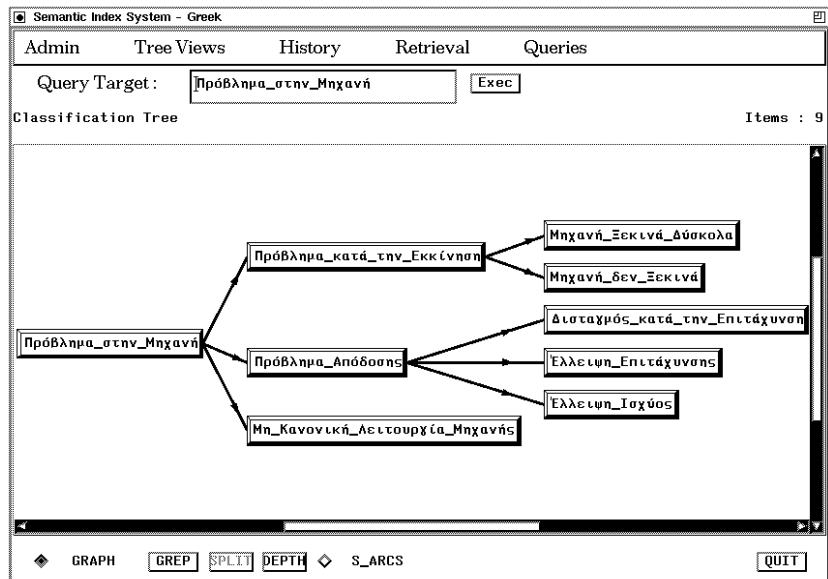 Semantic Index System - Greek
Admin Tree Views History Retrieval Queries
Query Target : Πρόβλημα_στην_Μηχανή Exec
Classification Tree Items : 9
Μηχανή_Ξεκινά_Δύσκολα
Πρόβλημα_κατά_την_Εκκίνηση
Μηχανή_δεν_Ξεκινά
Δισταγμός_κατά_την_Επιτάχυνση
Πρόβλημα_στην_Μηχανή
Πρόβλημα_Απόδοσης
Έλλειψη_Επιτάχυνσης
Έλλειψη_Ισχύος
Μη_Κανονική_Λειτουργία_Μηχανής
GRAPH GREP SPLIT DEPTH S_ARCS QUIT